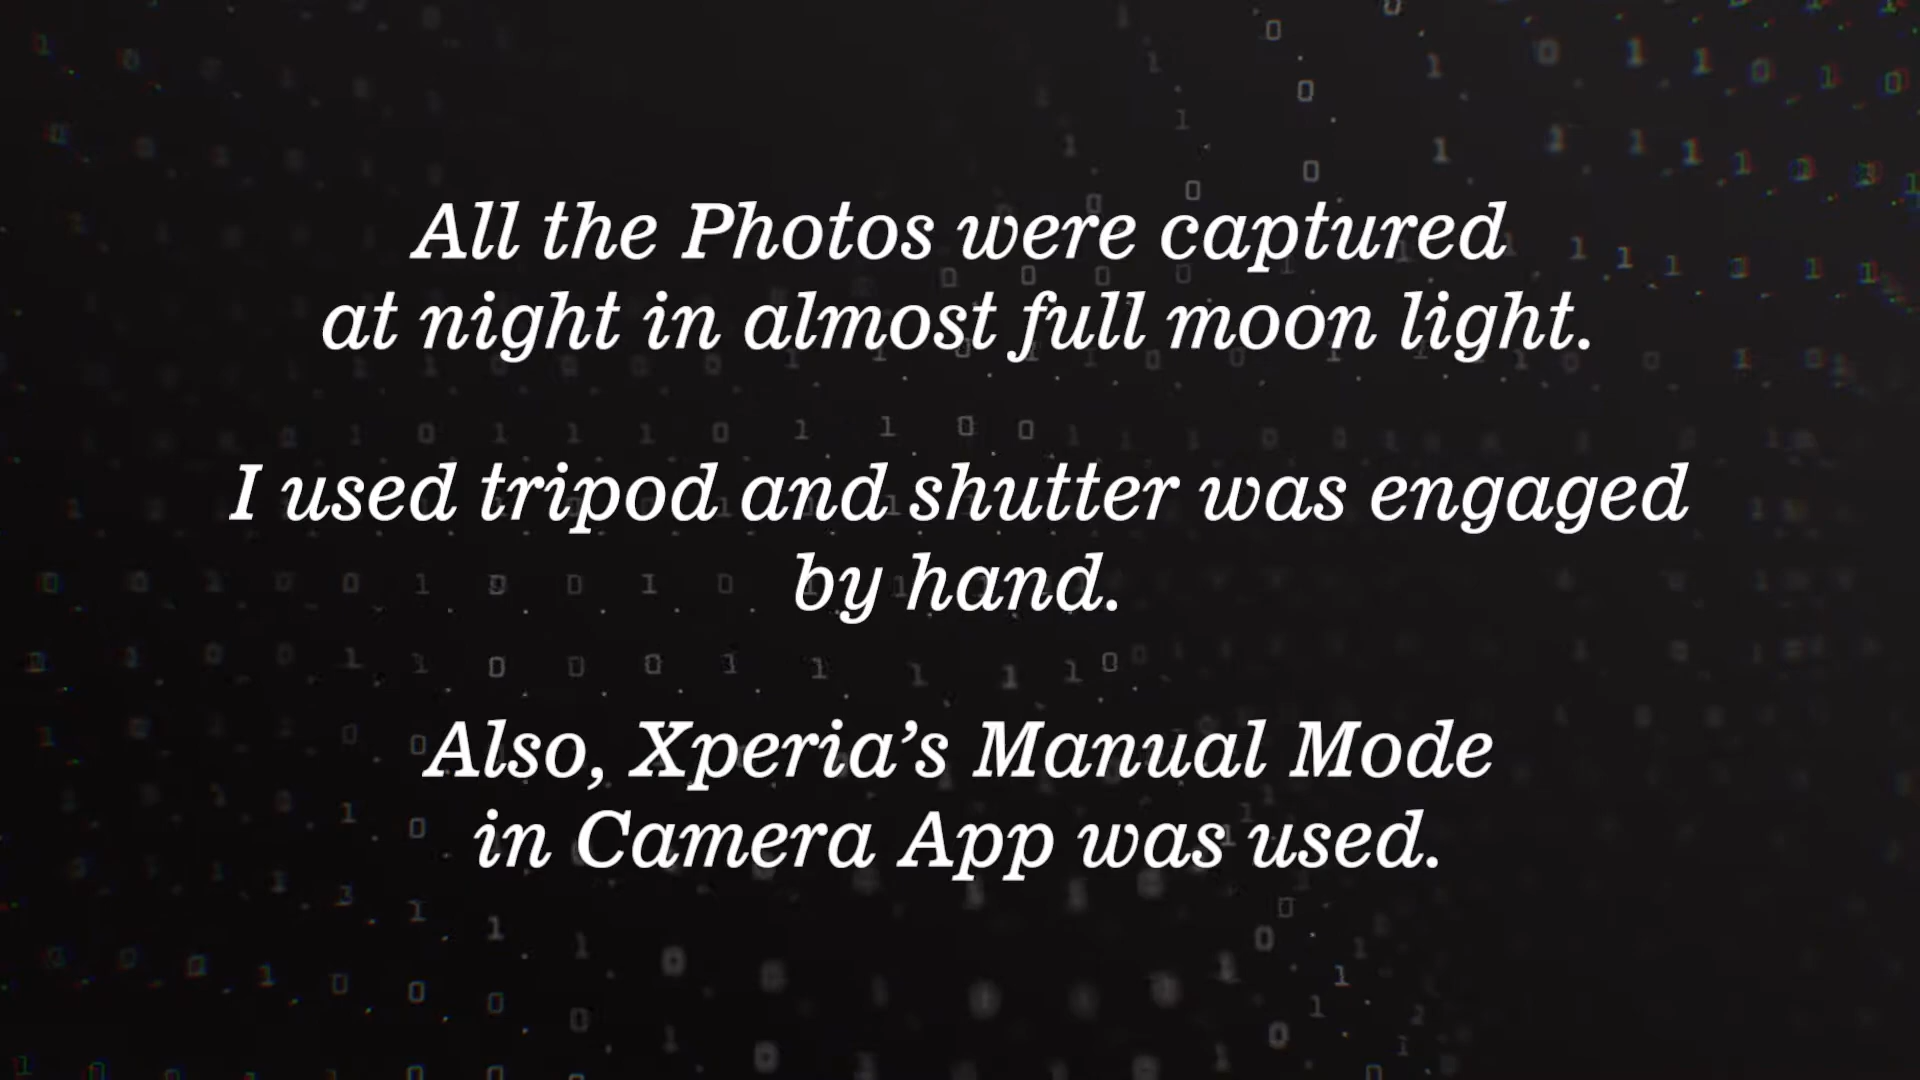 All the Photos were captured
at night in almost full moon light.
I used tripod and shutter was engaged
by hand.
Also, Xperia’s Manual Mode
in Camera App was used.